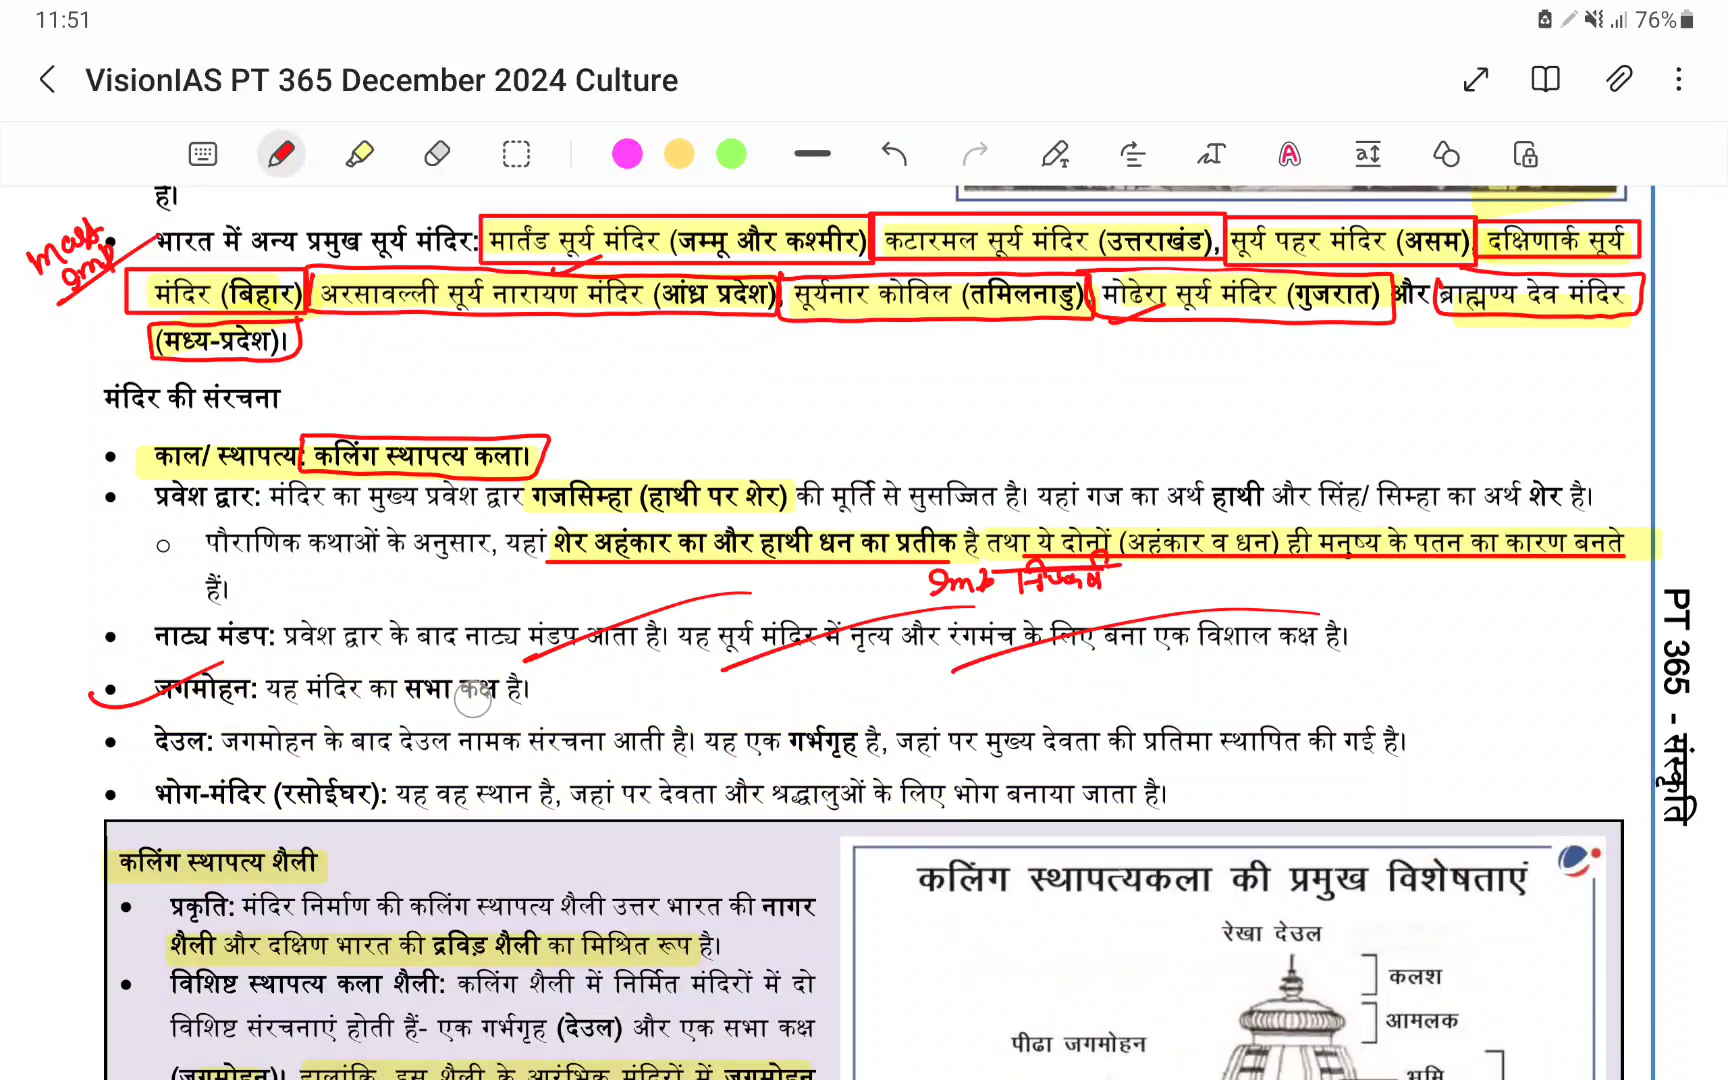 11:51
76%
VisionIAS PT 365 December 2024 Culture
है।
Most
Imp
• भारत में अन्य प्रमुख सूर्य मंदिर: मार्तंड सूर्य मंदिर (जम्मू और कश्मीर), कटारमल सूर्य मंदिर (उत्तराखंड), सूर्य पहर मंदिर (असम), दक्षिणार्क सूर्य
मंदिर (बिहार), अरसावल्ली सूर्य नारायण मंदिर (आंध्र प्रदेश), सूर्यनार कोविल (तमिलनाडु), मोढेरा सूर्य मंदिर (गुजरात) और ब्राह्मण्य देव मंदिर
(मध्य-प्रदेश)।
मंदिर की संरचना
• काल/ स्थापत्य: कलिंग स्थापत्य कला।
• प्रवेश द्वार: मंदिर का मुख्य प्रवेश द्वार गजसिम्हा (हाथी पर शेर) की मूर्ति से सुसज्जित है। यहां गज का अर्थ हाथी और सिंह/ सिम्हा का अर्थ शेर है।
○ पौराणिक कथाओं के अनुसार, यहां शेर अहंकार का और हाथी धन का प्रतीक है तथा ये दोनों (अहंकार व धन) ही मनुष्य के पतन का कारण बनते
हैं।
Imp
• नाट्य मंडप: प्रवेश द्वार के बाद नाट्य मंडप आता है। यह सूर्य मंदिर में नृत्य और रंगमंच के लिए बना एक विशाल कक्ष है।
• जगमोहन: यह मंदिर का सभा कक्ष है।
• देउल: जगमोहन के बाद देउल नामक संरचना आती है। यह एक गर्भगृह है, जहां पर मुख्य देवता की प्रतिमा स्थापित की गई है।
• भोग-मंदिर (रसोईघर): यह वह स्थान है, जहां पर देवता और श्रद्धालुओं के लिए भोग बनाया जाता है।
कलिंग स्थापत्य शैली
• प्रकृति: मंदिर निर्माण की कलिंग स्थापत्य शैली उत्तर भारत की नागर
शैली और दक्षिण भारत की द्रविड़ शैली का मिश्रित रूप है।
• विशिष्ट स्थापत्य कला शैली: कलिंग शैली में निर्मित मंदिरों में दो
विशिष्ट संरचनाएं होती हैं- एक गर्भगृह (देउल) और एक सभा कक्ष
(जगमोहन)। हालांकि, इस शैली के आरंभिक मंदिरों में जगमोहन
कलिंग स्थापत्यकला की प्रमुख विशेषताएं
रेखा देउल
कलश
आमलक
पीढा जगमोहन
भूमि
PT 365 - संस्कृति